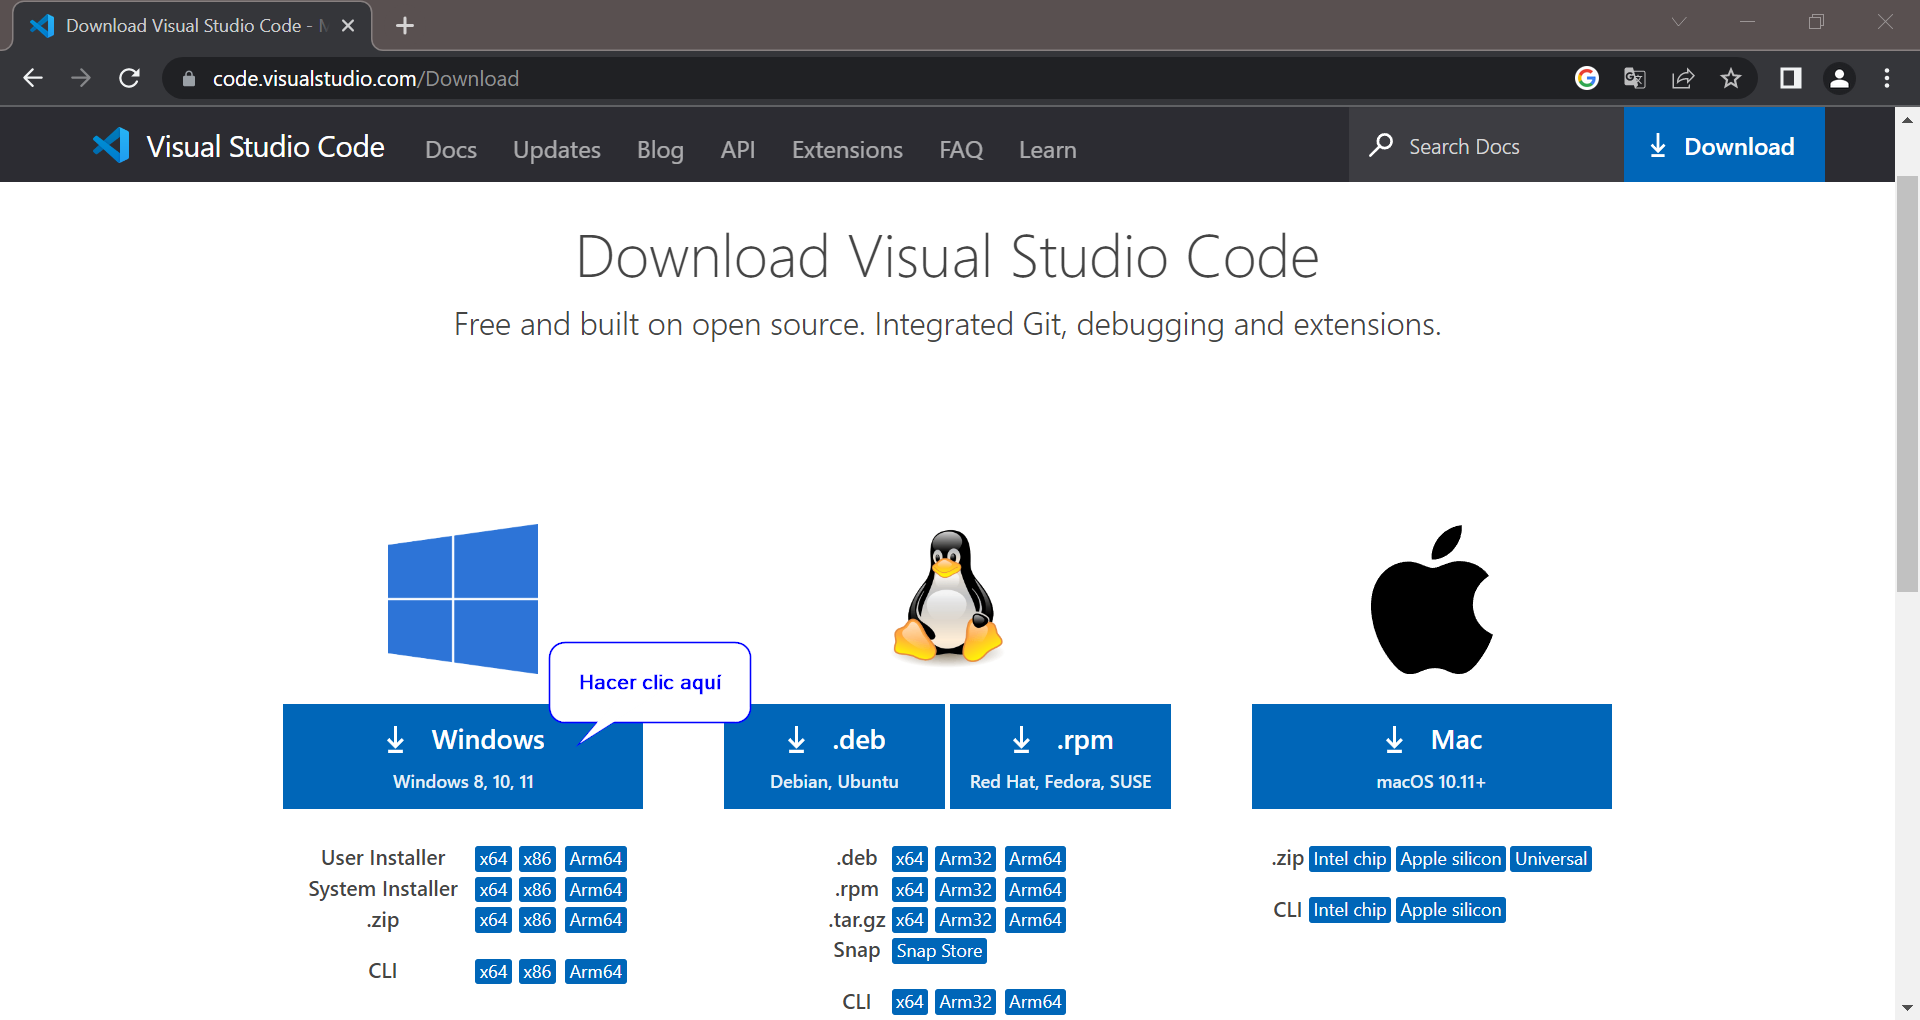 Download Visual Studio Code -
code.visualstudio.com/Download
Visual Studio Code Docs Updates Blog API Extensions FAQ Learn Search Docs Download
Download Visual Studio Code
Free and built on open source. Integrated Git, debugging and extensions.
Hacer clic aquí
Windows
Windows 8, 10, 11
User Installer x64 x86 Arm64
System Installer x64 x86 Arm64
.zip x64 x86 Arm64
CLI x64 x86 Arm64
.deb
Debian, Ubuntu
.rpm
Red Hat, Fedora, SUSE
.deb x64 Arm32 Arm64
.rpm x64 Arm32 Arm64
.tar.gz x64 Arm32 Arm64
Snap Snap Store
CLI x64 Arm32 Arm64
Mac
macOS 10.11+
.zip Intel chip Apple silicon Universal
CLI Intel chip Apple silicon